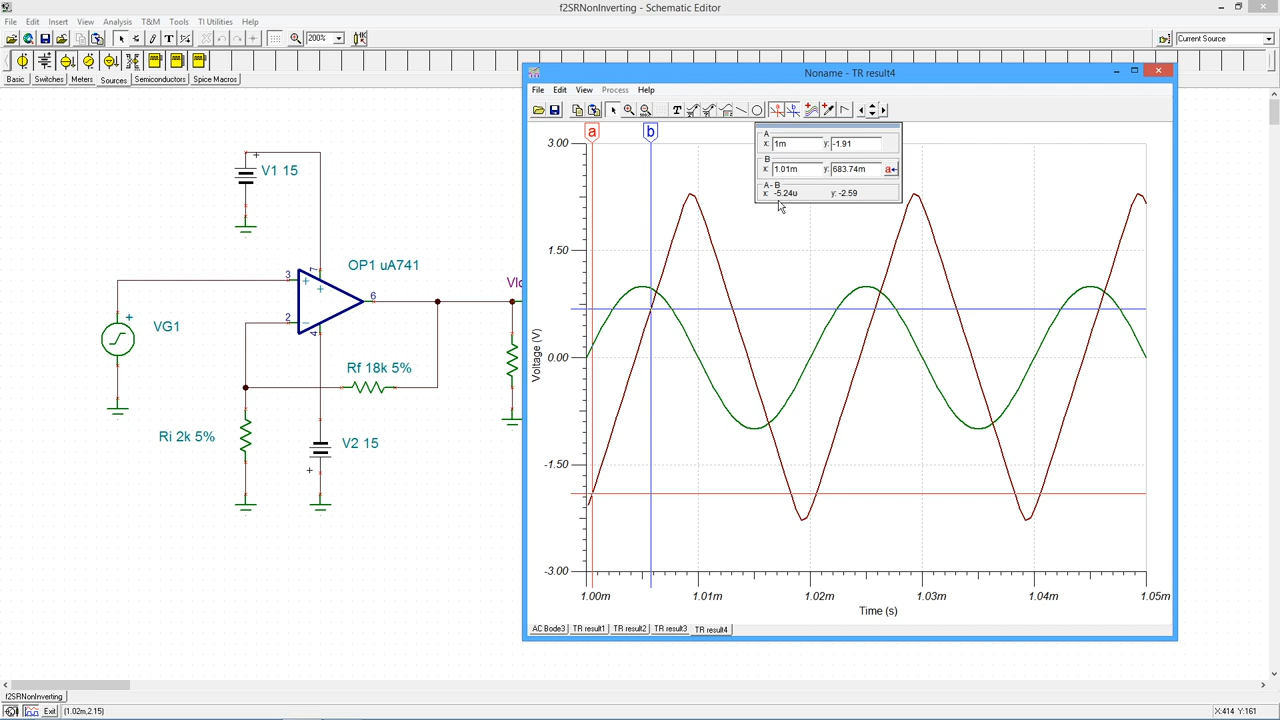 f2SRNonInverting - Schematic Editor
File Edit Insert View Analysis T&M Tools TI Utilities Help
200%
Current Source
Basic Switches Meters Sources Semiconductors Spice Macros
Noname - TR result4
File Edit View Process Help
a
b
A
x: 1m y: -1.91
B
x: 1.01m y: 683.74m a
A - B
x: -5.24u y: -2.59
V1 15
OP1 uA741
3
7
6
2
4
VG1
Rf 18k 5%
Ri 2k 5%
V2 15
3.00
1.50
0.00
-1.50
-3.00
Voltage (V)
1.00m 1.01m 1.02m 1.03m 1.04m 1.05m
Time (s)
AC Bode3 TR result1 TR result2 TR result3 TR result4
f2SRNonInverting
Exit (1.02m,2.15)
X:414 Y:161